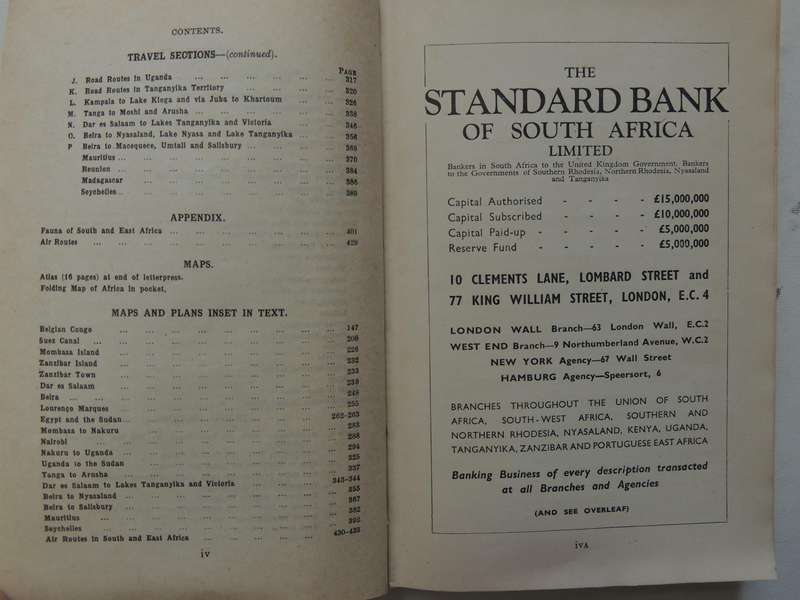 CONTENTS.
TRAVEL SECTIONS—(continued).
PAGE
J. Road Routes in Uganda ... ... ... ... ... ... 317
K. Road Routes in Tanganyika Territory ... ... ... ... 320
L. Kampala to Lake Kioga and via Juba to Khartoum ... ... 326
M. Tanga to Moshi and Arusha ... ... ... ... ... ... 338
N. Dar es Salaam to Lakes Tanganyika and Victoria ... ... 346
O. Beira to Nyasaland, Lake Nyasa and Lake Tanganyika ... ... 356
P Beira to Macequece, Umtali and Salisbury ... ... ... ... 368
Mauritius ... ... ... ... ... ... ... ... 370
Reunion ... ... ... ... ... ... ... ... 384
Madagascar ... ... ... ... ... ... ... ... 386
Seychelles ... ... ... ... ... ... ... ... 389
APPENDIX.
Fauna of South and East Africa ... ... ... ... ... ... ... 401
Air Routes ... ... ... ... ... ... ... ... ... 429
MAPS.
Atlas (16 pages) at end of letterpress.
Folding Map of Africa in pocket.
MAPS AND PLANS INSET IN TEXT.
Belgian Congo ... ... ... ... ... ... ... ... 147
Suez Canal ... ... ... ... ... ... ... ... ... 208
Mombasa Island ... ... ... ... ... ... ... ... 226
Zanzibar Island ... ... ... ... ... ... ... ... 232
Zanzibar Town ... ... ... ... ... ... ... ... 233
Dar es Salaam ... ... ... ... ... ... ... ... 239
Beira ... ... ... ... ... ... ... ... ... ... 248
Lourenço Marques ... ... ... ... ... ... ... 255
Egypt and the Sudan ... ... ... ... ... ... ... 262-263
Mombasa to Nakuru ... ... ... ... ... ... ... 283
Nairobi ... ... ... ... ... ... ... ... ... 288
Nakuru to Uganda ... ... ... ... ... ... ... ... 294
Uganda to the Sudan ... ... ... ... ... ... ... 325
Tanga to Arusha ... ... ... ... ... ... ... ... 337
Dar es Salaam to Lakes Tanganyika and Victoria ... ... ... 343-344
Beira to Nyasaland ... ... ... ... ... ... ... ... 355
Beira to Salisbury ... ... ... ... ... ... ... ... 367
Mauritius ... ... ... ... ... ... ... ... 382
Seychelles ... ... ... ... ... ... ... ... 392
Air Routes in South and East Africa ... ... ... ... ... 430-433
iv
THE
STANDARD BANK
OF SOUTH AFRICA
LIMITED
Bankers in South Africa to the United Kingdom Government. Bankers
to the Governments of Southern Rhodesia, Northern Rhodesia, Nyasaland
and Tanganyika
Capital Authorised - - - - £15,000,000
Capital Subscribed - - - - £10,000,000
Capital Paid-up - - - - - £5,000,000
Reserve Fund - - - - - £5,000,000
10 CLEMENTS LANE, LOMBARD STREET and
77 KING WILLIAM STREET, LONDON, E.C. 4
LONDON WALL Branch—63 London Wall, E.C.2
WEST END Branch—9 Northumberland Avenue, W.C.2
NEW YORK Agency—67 Wall Street
HAMBURG Agency—Speersort, 6
BRANCHES THROUGHOUT THE UNION OF SOUTH
AFRICA, SOUTH-WEST AFRICA, SOUTHERN AND
NORTHERN RHODESIA, NYASALAND, KENYA, UGANDA,
TANGANYIKA, ZANZIBAR AND PORTUGUESE EAST AFRICA
Banking Business of every description transacted
at all Branches and Agencies
(AND SEE OVERLEAF)
ivA